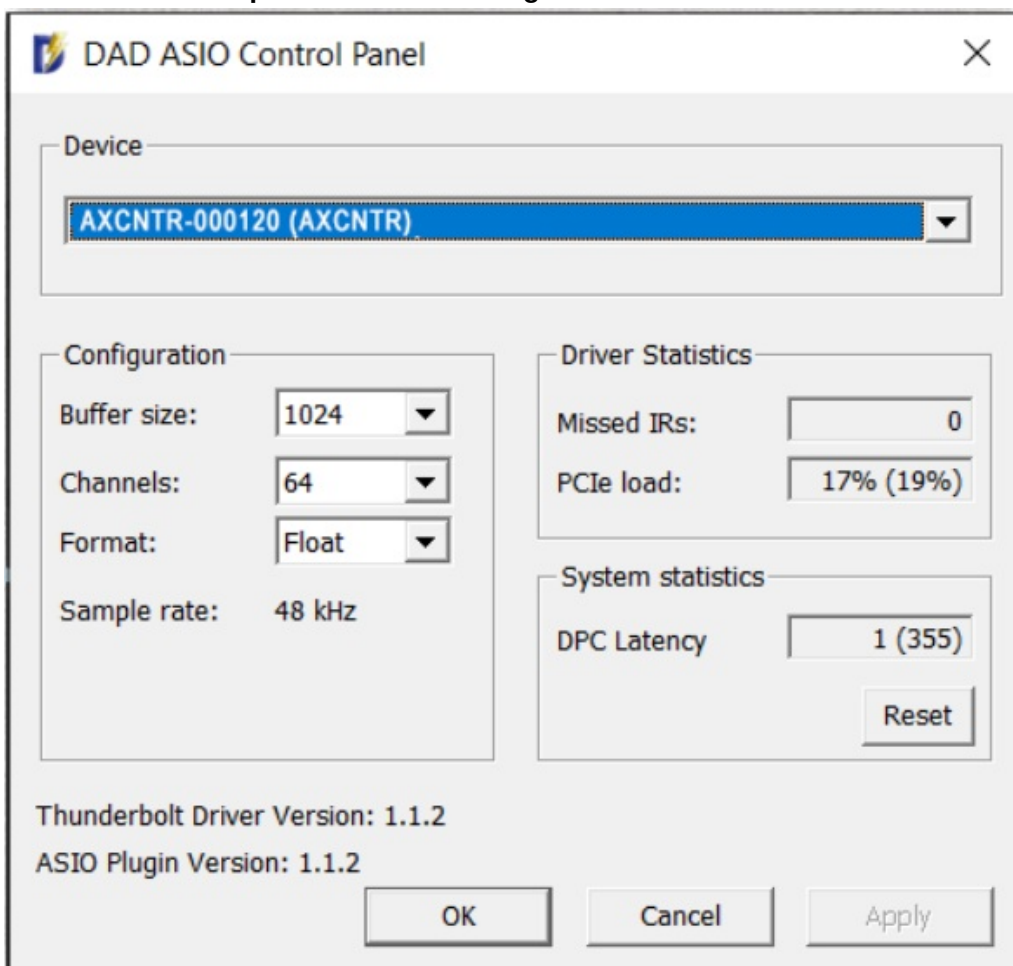 DAD ASIO Control Panel
Device
AXCNTR-000120 (AXCNTR)
Configuration
Buffer size: 1024
Channels: 64
Format: Float
Sample rate: 48 kHz
Driver Statistics
Missed IRs: 0
PCIe load: 17% (19%)
System statistics
DPC Latency 1 (355)
Reset
Thunderbolt Driver Version: 1.1.2
ASIO Plugin Version: 1.1.2
OK Cancel Apply